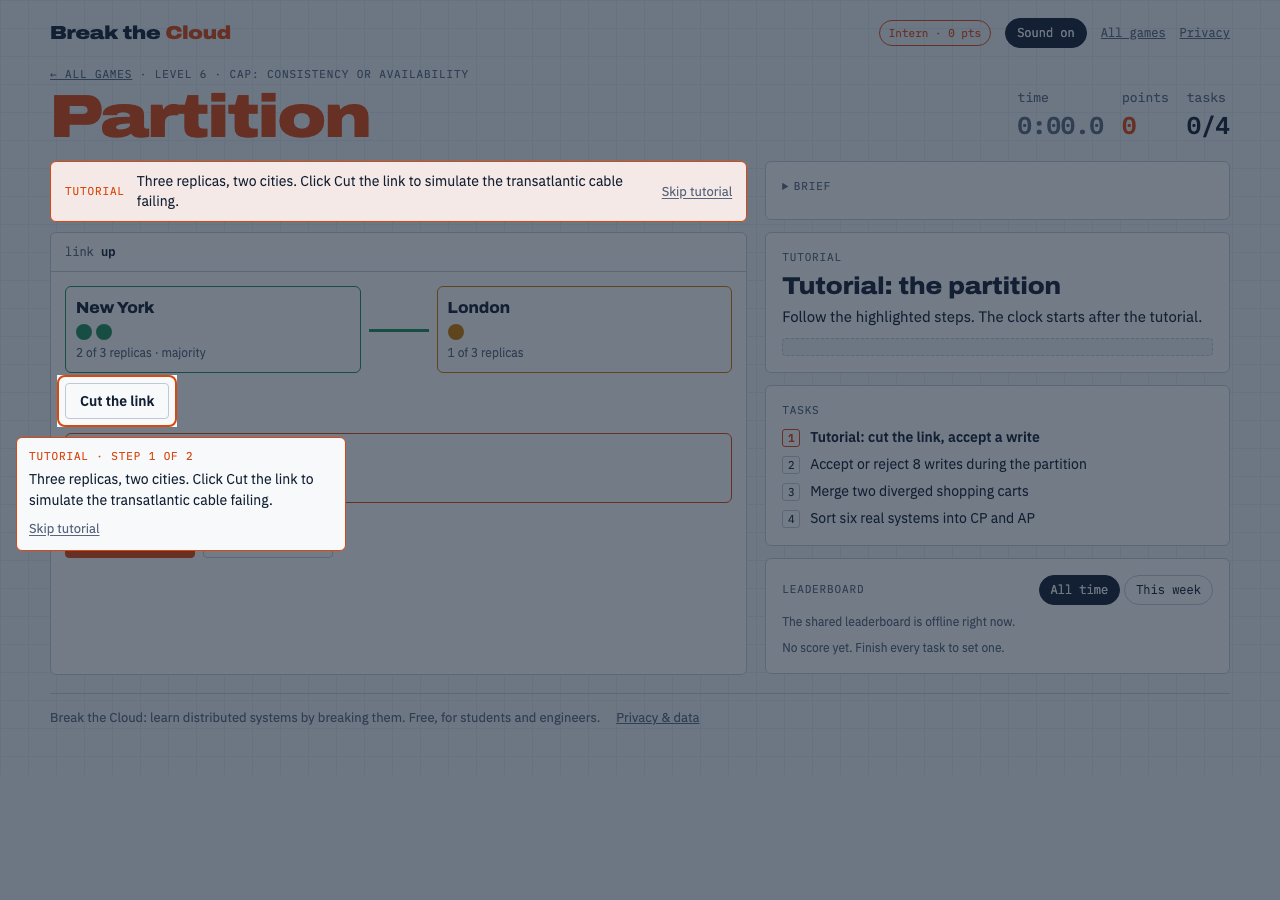 Break the Cloud
Intern · 0 pts
Sound on
All games
Privacy
← ALL GAMES · LEVEL 6 · CAP: CONSISTENCY OR AVAILABILITY
Partition
time
points
tasks
0:00.0
0
0/4
TUTORIAL
Three replicas, two cities. Click Cut the link to simulate the transatlantic cable
failing.
Skip tutorial
link up
New York
2 of 3 replicas · majority
London
1 of 3 replicas
Cut the link
TUTORIAL · STEP 1 OF 2
Three replicas, two cities. Click Cut the link to
simulate the transatlantic cable failing.
Skip tutorial
BRIEF
TUTORIAL
Tutorial: the partition
Follow the highlighted steps. The clock starts after the tutorial.
TASKS
1 Tutorial: cut the link, accept a write
2 Accept or reject 8 writes during the partition
3 Merge two diverged shopping carts
4 Sort six real systems into CP and AP
LEADERBOARD
All time
This week
The shared leaderboard is offline right now.
No score yet. Finish every task to set one.
Break the Cloud: learn distributed systems by breaking them. Free, for students and engineers.
Privacy & data